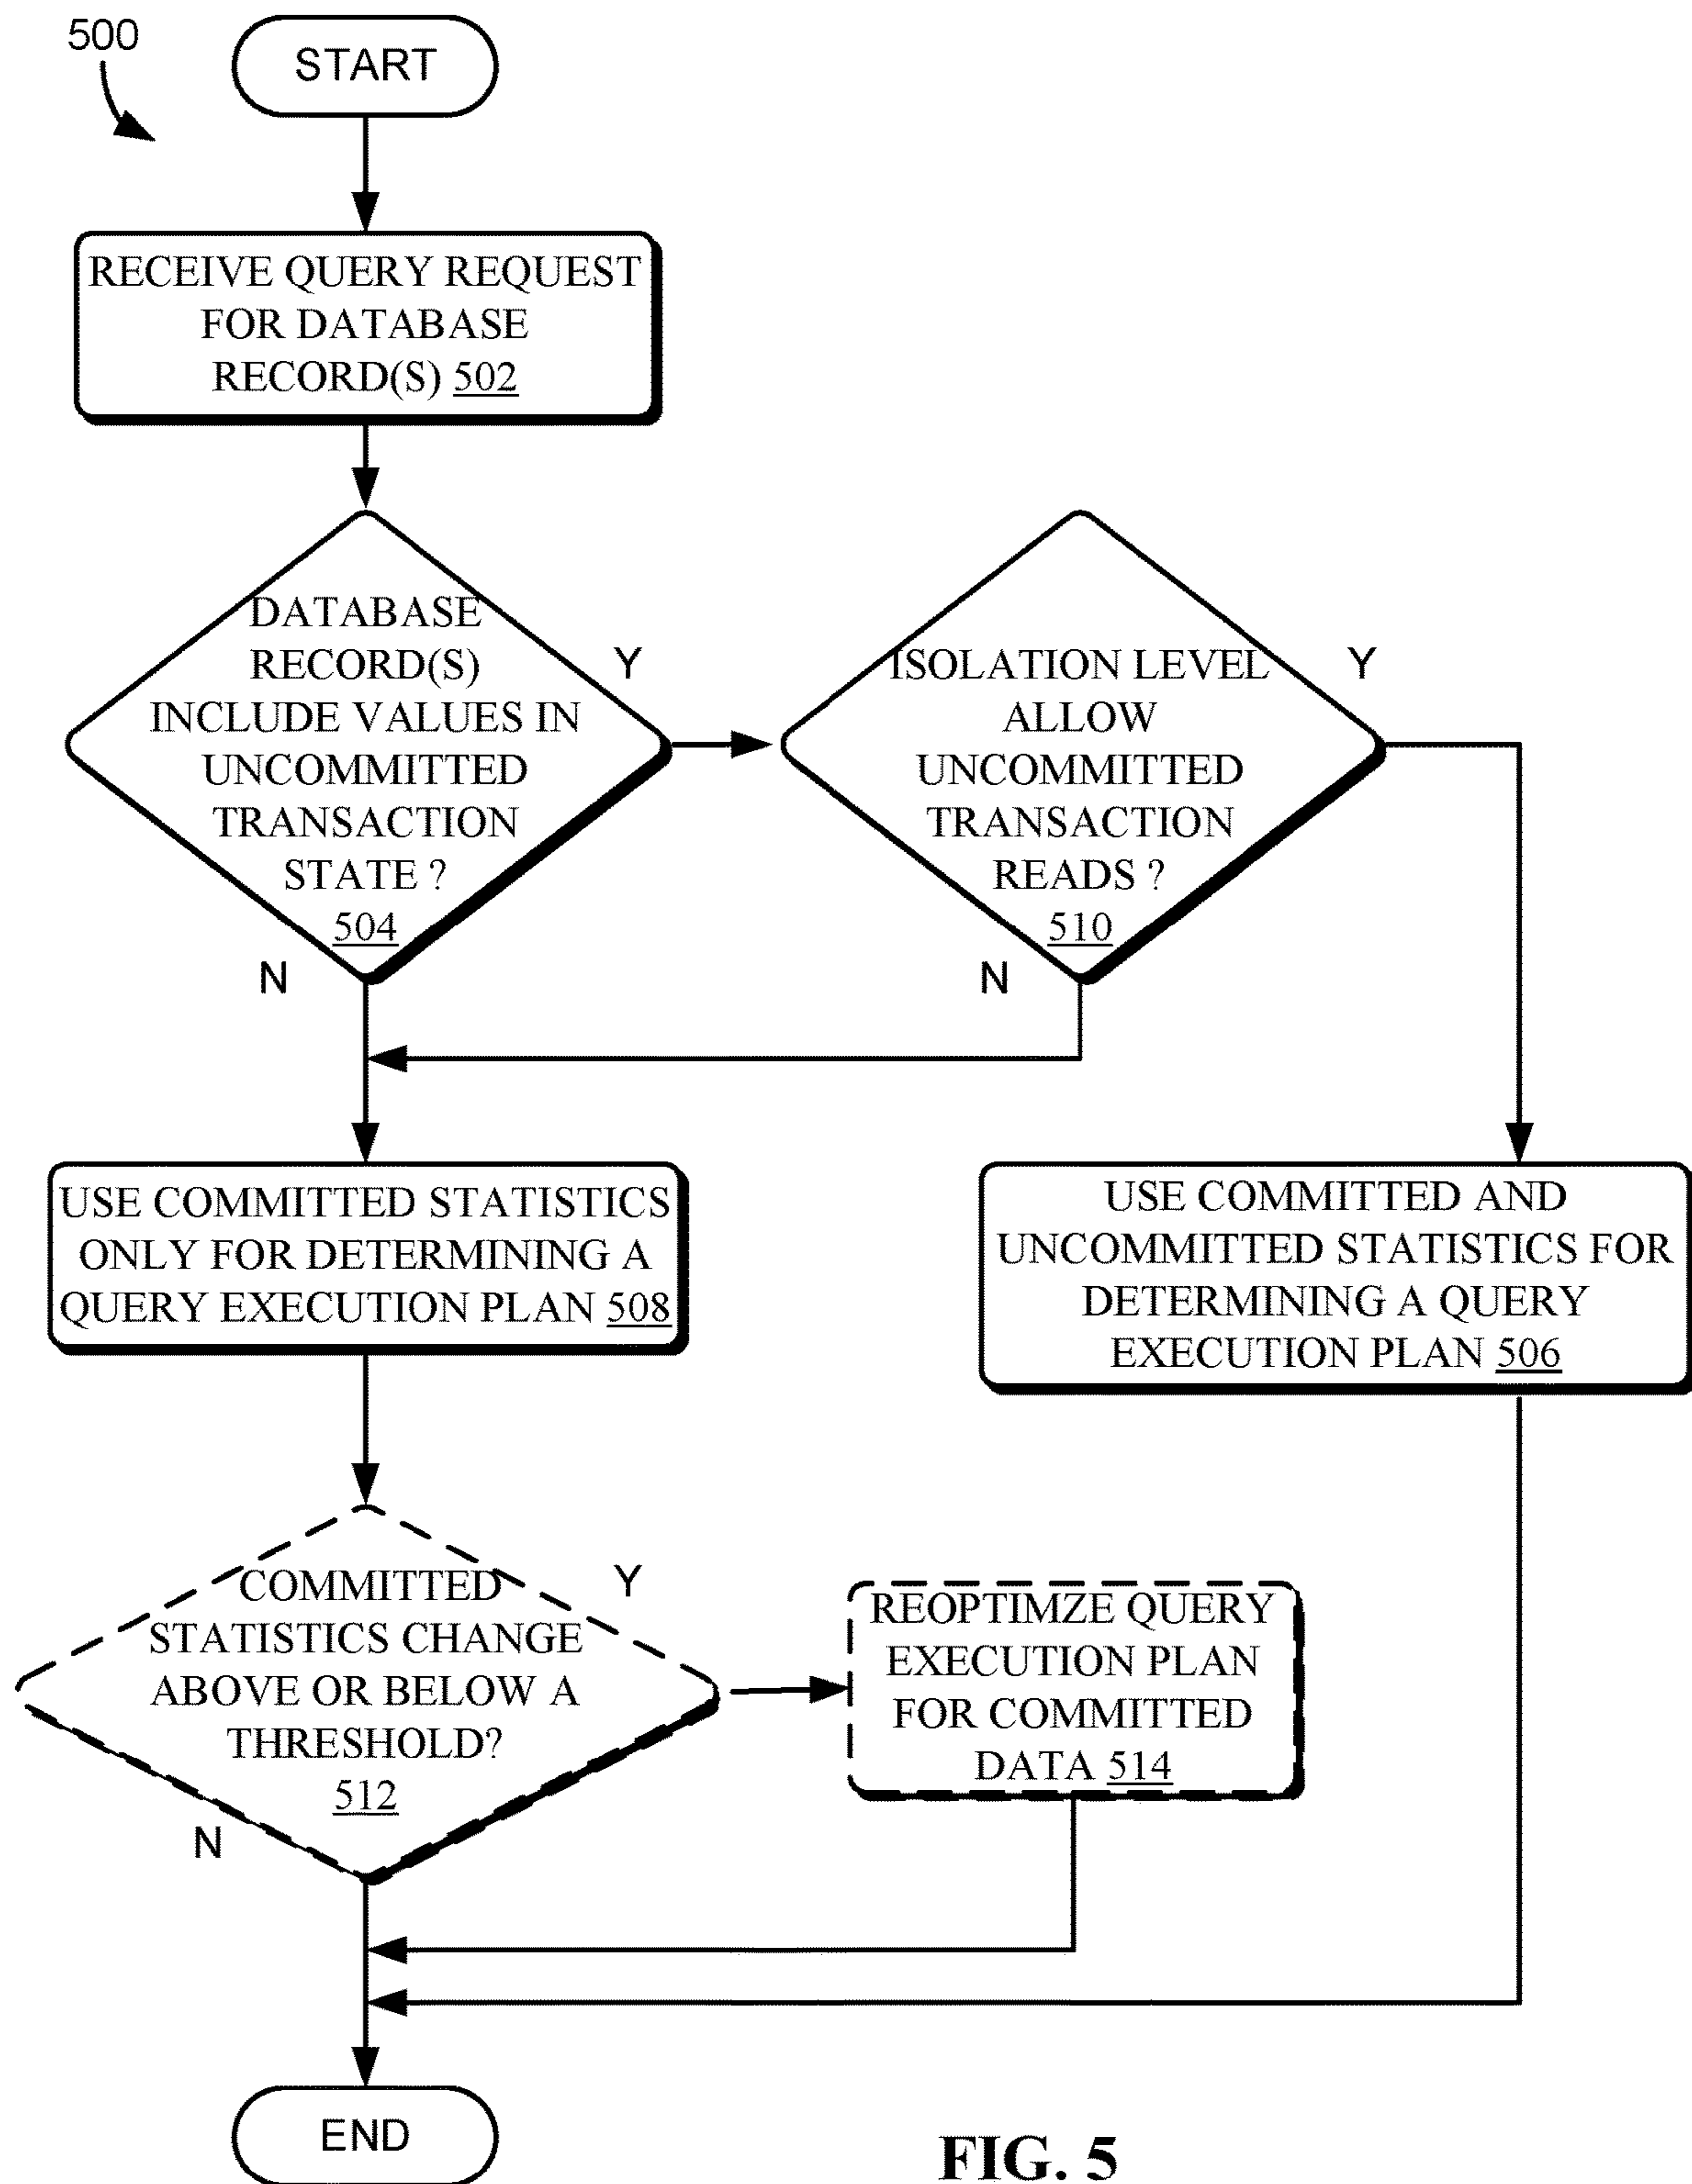 500
START
RECEIVE QUERY REQUEST
FOR DATABASE
RECORD(S) 502
DATABASE
RECORD(S)
INCLUDE VALUES IN
UNCOMMITTED
TRANSACTION
STATE ?
504
Y
N
ISOLATION LEVEL
ALLOW
UNCOMMITTED
TRANSACTION
READS ?
510
Y
N
USE COMMITTED STATISTICS
ONLY FOR DETERMINING A
QUERY EXECUTION PLAN 508
USE COMMITTED AND
UNCOMMITTED STATISTICS FOR
DETERMINING A QUERY
EXECUTION PLAN 506
COMMITTED
STATISTICS CHANGE
ABOVE OR BELOW A
THRESHOLD?
512
Y
N
REOPTIMZE QUERY
EXECUTION PLAN
FOR COMMITTED
DATA 514
END
FIG. 5